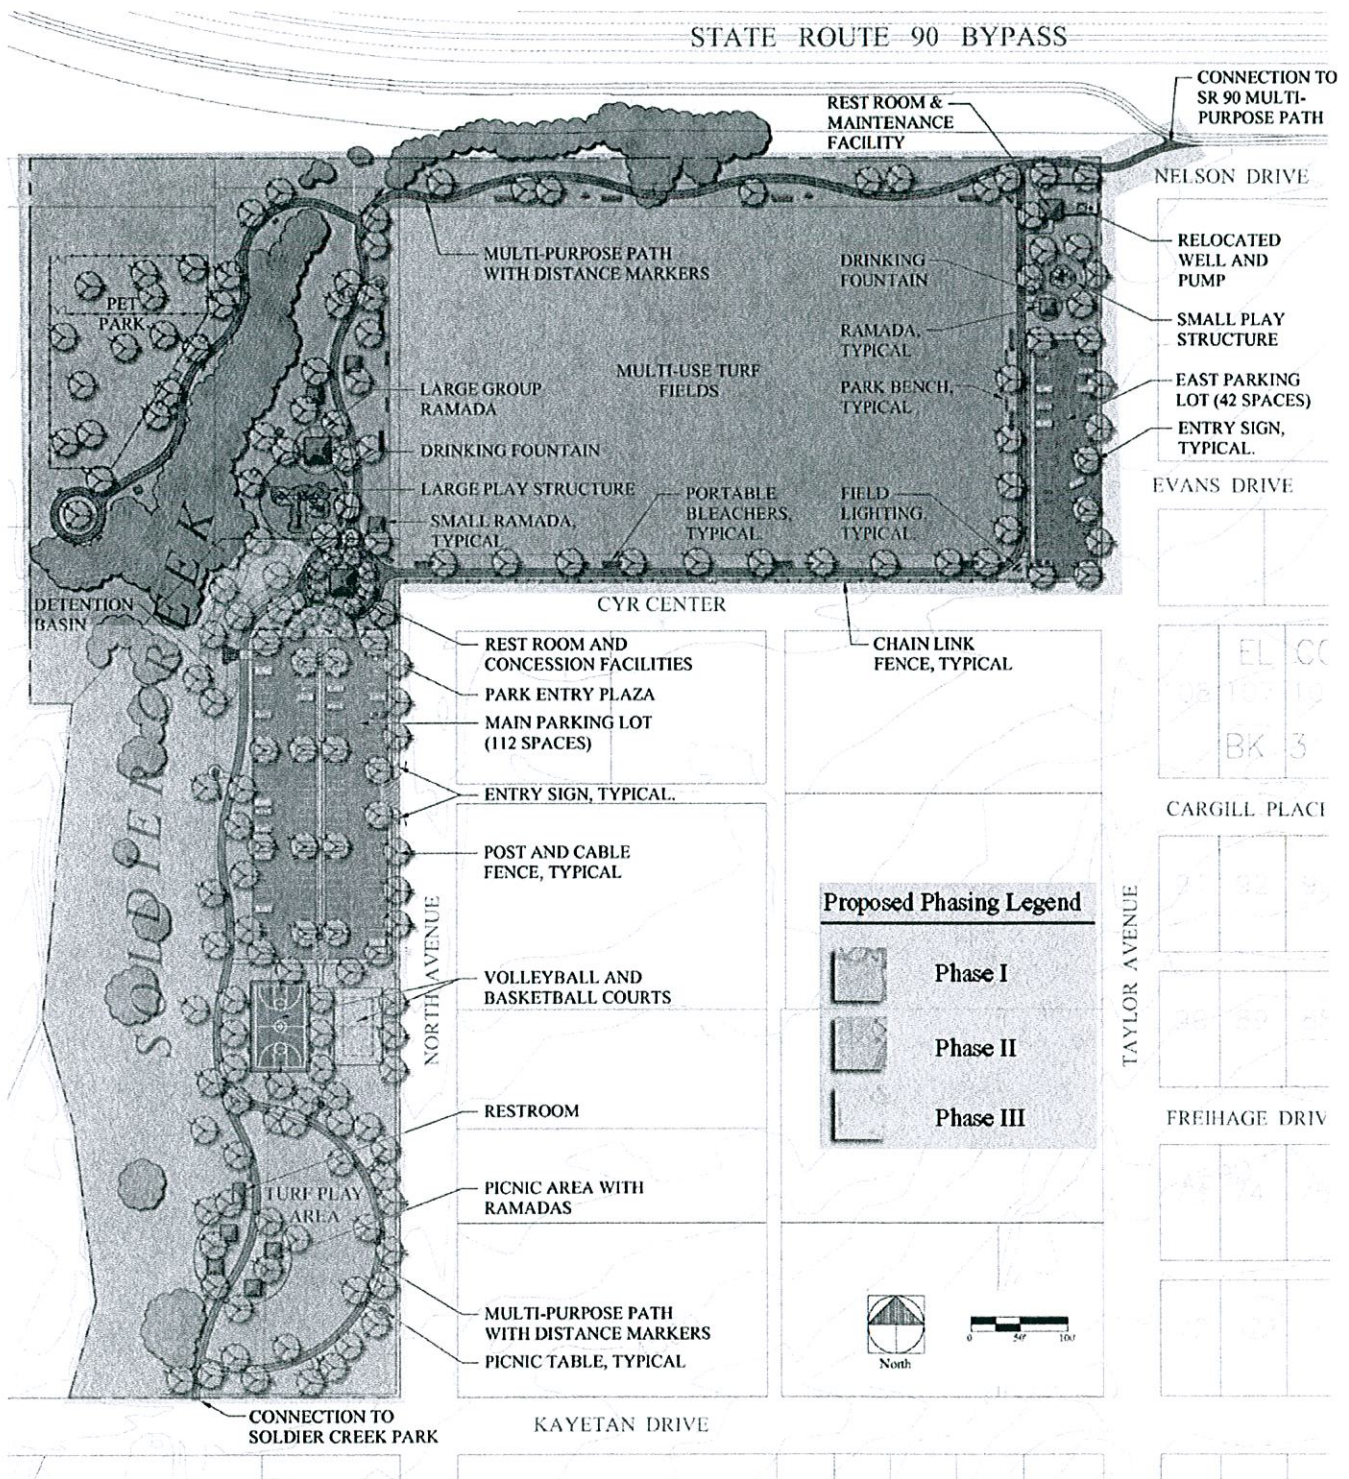 STATE ROUTE 90 BYPASS
CONNECTION TO
SR 90 MULTI-
PURPOSE PATH
REST ROOM &
MAINTENANCE
FACILITY
NELSON DRIVE
MULTI-PURPOSE PATH
WITH DISTANCE MARKERS
DRINKING
FOUNTAIN
RELOCATED
WELL AND
PUMP
PET
PARK
RAMADA,
TYPICAL
SMALL PLAY
STRUCTURE
MULTI-USE TURF
FIELDS
LARGE GROUP
RAMADA
PARK BENCH,
TYPICAL
EAST PARKING
LOT (42 SPACES)
ENTRY SIGN,
TYPICAL.
DRINKING FOUNTAIN
LARGE PLAY STRUCTURE
SMALL RAMADA,
TYPICAL
PORTABLE
BLEACHERS,
TYPICAL.
FIELD
LIGHTING,
TYPICAL.
EVANS DRIVE
DETENTION
BASIN
CYR CENTER
REST ROOM AND
CONCESSION FACILITIES
CHAIN LINK
FENCE, TYPICAL
PARK ENTRY PLAZA
MAIN PARKING LOT
(112 SPACES)
BK 3
ENTRY SIGN, TYPICAL.
CARGILL PLACE
POST AND CABLE
FENCE, TYPICAL
SOLDIER CREEK
NORTH AVENUE
TAYLOR AVENUE
Proposed Phasing Legend
Phase I
Phase II
Phase III
VOLLEYBALL AND
BASKETBALL COURTS
RESTROOM
FREIHAGE DRIV
PICNIC AREA WITH
RAMADAS
TURF PLAY
AREA
MULTI-PURPOSE PATH
WITH DISTANCE MARKERS
PICNIC TABLE, TYPICAL
North
0 50' 100'
CONNECTION TO
SOLDIER CREEK PARK
KAYETAN DRIVE